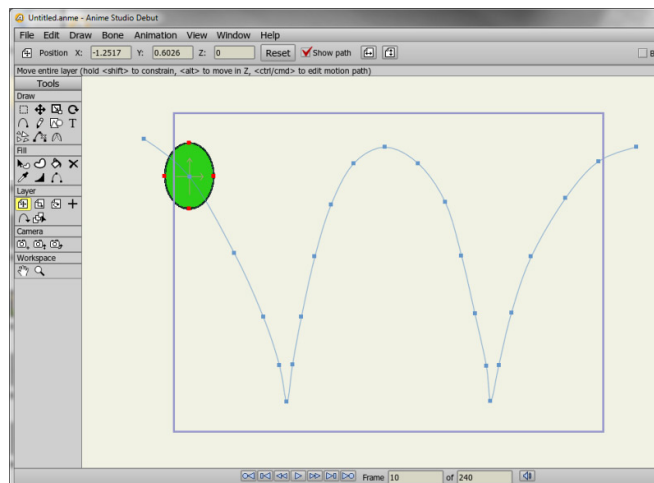 Untitled.anme - Anime Studio Debut
File Edit Draw Bone Animation View Window Help
Position X: -1.2517 Y: 0.6026 Z: 0 Reset Show path
Move entire layer (hold <shift> to constrain, <alt> to move in Z, <ctrl/cmd> to edit motion path)
Tools
Draw
T
Fill
Layer
Camera
Workspace
Frame 10 of 240